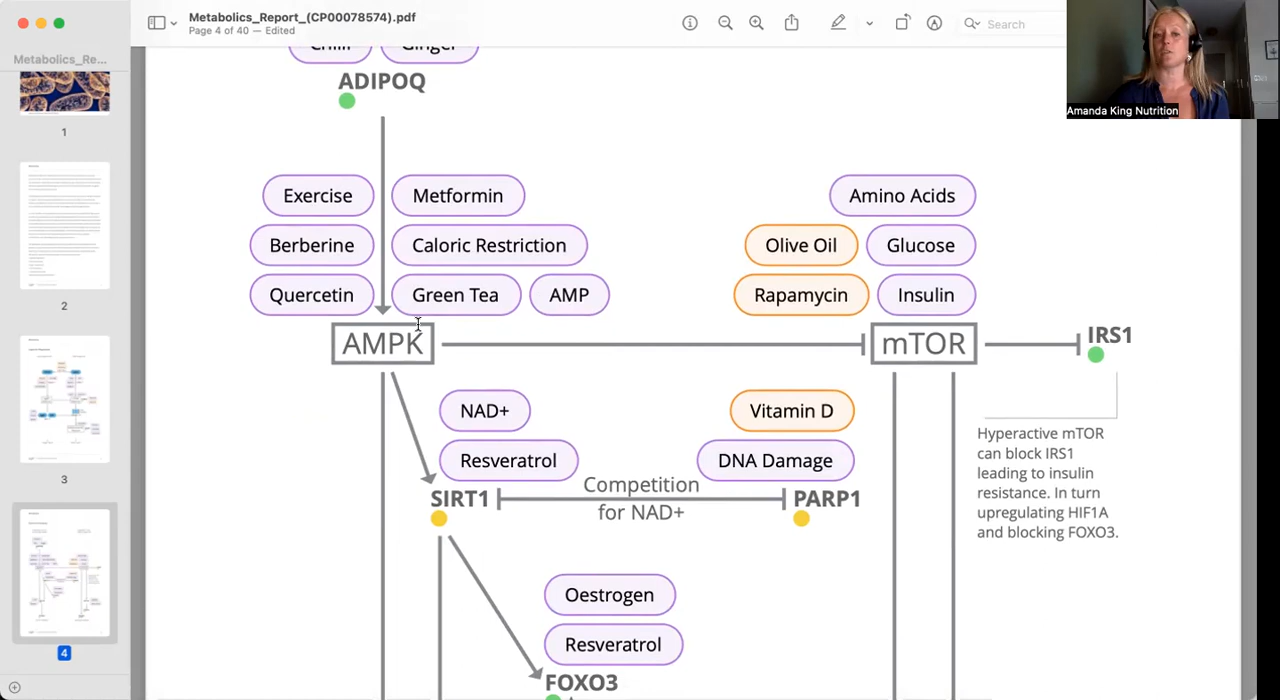 Metabolics_Report_(CP00078574).pdf
Page 4 of 40 — Edited
Search
Amanda King Nutrition
Metabolics_Re...
1
2
3
4
Chilli
Ginger
ADIPOQ
Exercise
Metformin
Berberine
Caloric Restriction
Quercetin
Green Tea
AMP
AMPK
Amino Acids
Olive Oil
Glucose
Rapamycin
Insulin
mTOR
IRS1
NAD+
Resveratrol
Vitamin D
DNA Damage
SIRT1
Competition
for NAD+
PARP1
Hyperactive mTOR
can block IRS1
leading to insulin
resistance. In turn
upregulating HIF1A
and blocking FOXO3.
Oestrogen
Resveratrol
FOXO3